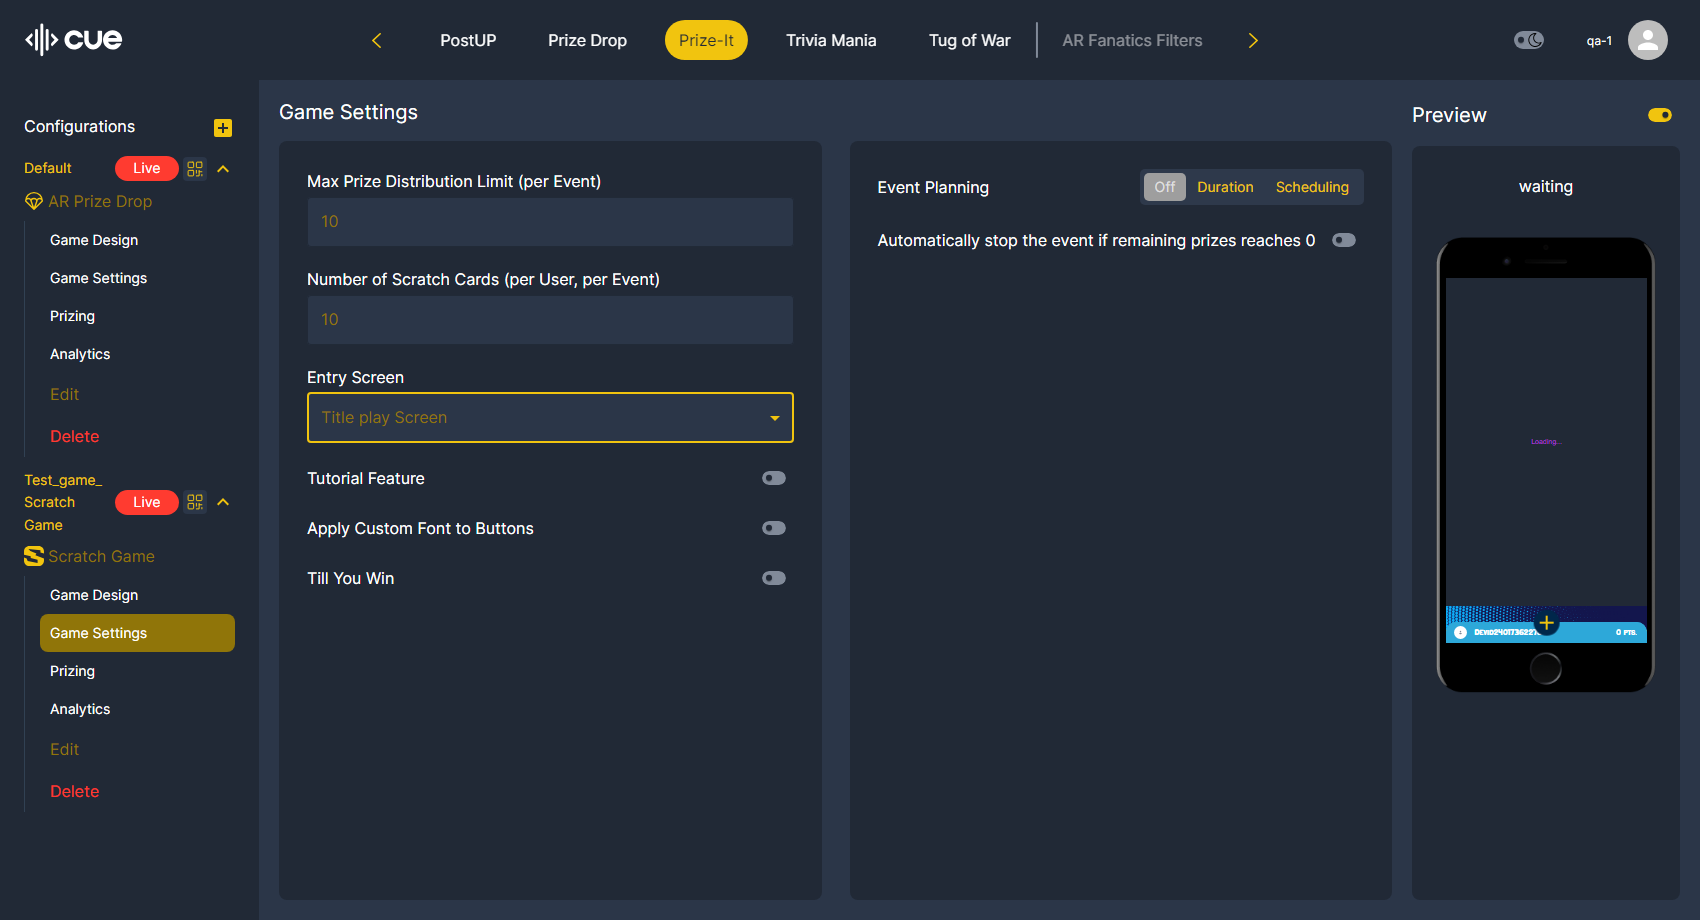 cue
PostUP
Prize Drop
Prize-It
Trivia Mania
Tug of War
AR Fanatics Filters
qa-1
Configurations
Default
Live
AR Prize Drop
Game Design
Game Settings
Prizing
Analytics
Edit
Delete
Test_game_
Scratch
Game
Live
Scratch Game
Game Design
Game Settings
Prizing
Analytics
Edit
Delete
Game Settings
Max Prize Distribution Limit (per Event)
10
Number of Scratch Cards (per User, per Event)
10
Entry Screen
Title play Screen
Tutorial Feature
Apply Custom Font to Buttons
Till You Win
Event Planning
Off
Duration
Scheduling
Automatically stop the event if remaining prizes reaches 0
Preview
waiting
Loading...
0 PTS.